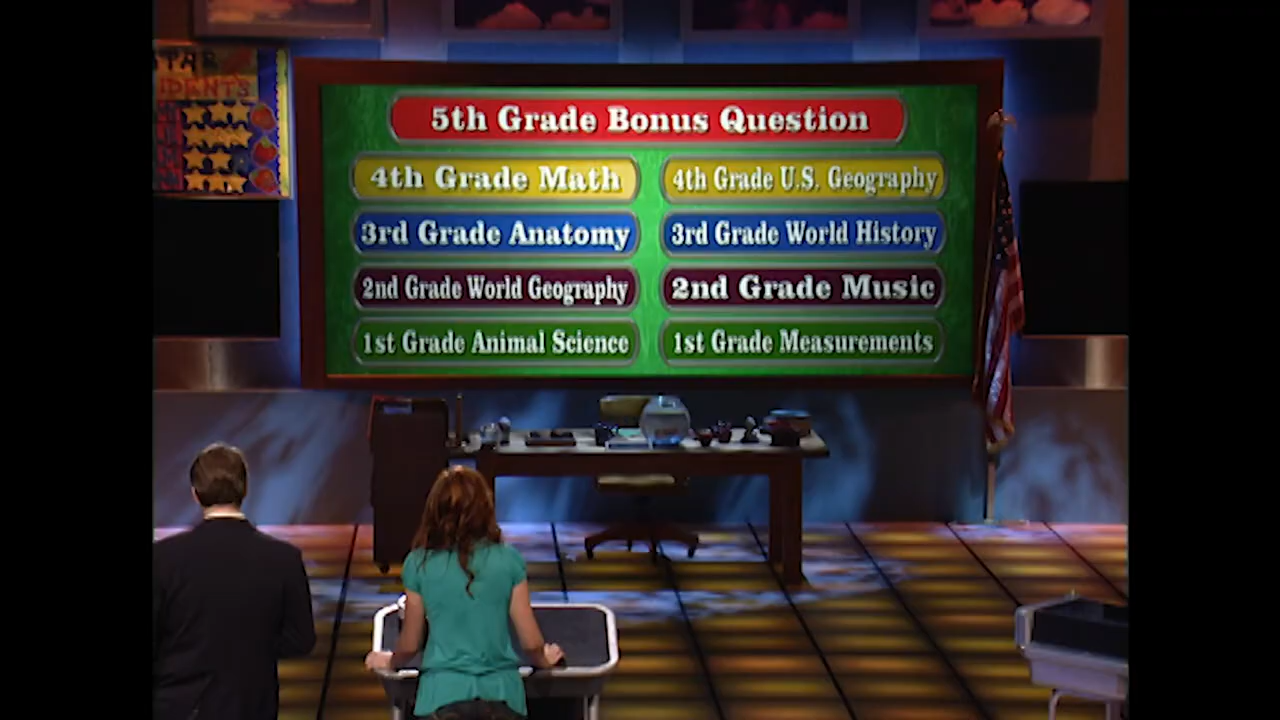 5th Grade Bonus Question
4th Grade Math
4th Grade U.S. Geography
3rd Grade Anatomy
3rd Grade World History
2nd Grade World Geography
2nd Grade Music
1st Grade Animal Science
1st Grade Measurements
STAR